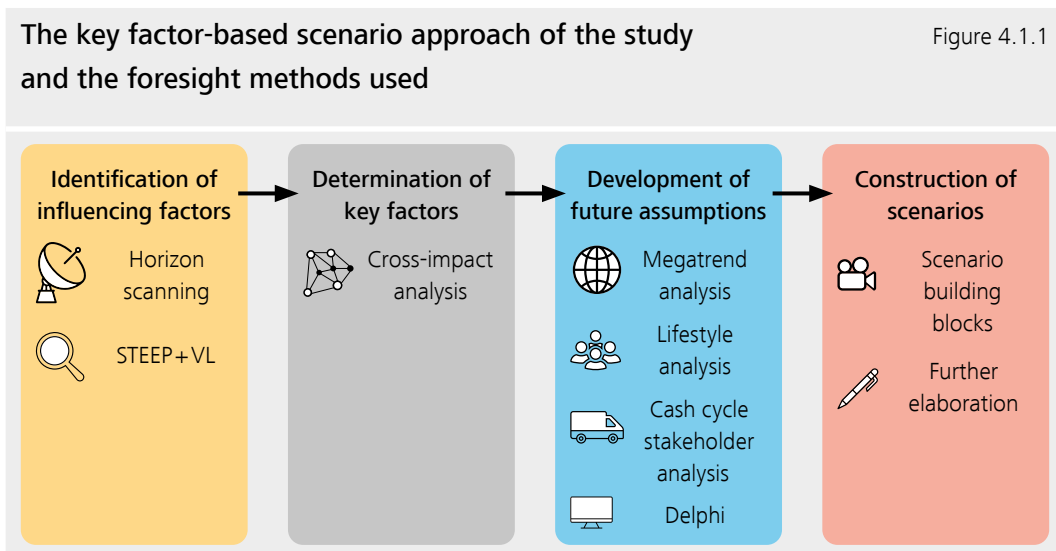 The key factor-based scenario approach of the study
and the foresight methods used
Figure 4.1.1
Identification of
influencing factors
Horizon
scanning
STEEP+VL
Determination of
key factors
Cross-impact
analysis
Development of
future assumptions
Megatrend
analysis
Lifestyle
analysis
Cash cycle
stakeholder
analysis
Delphi
Construction of
scenarios
Scenario
building
blocks
Further
elaboration